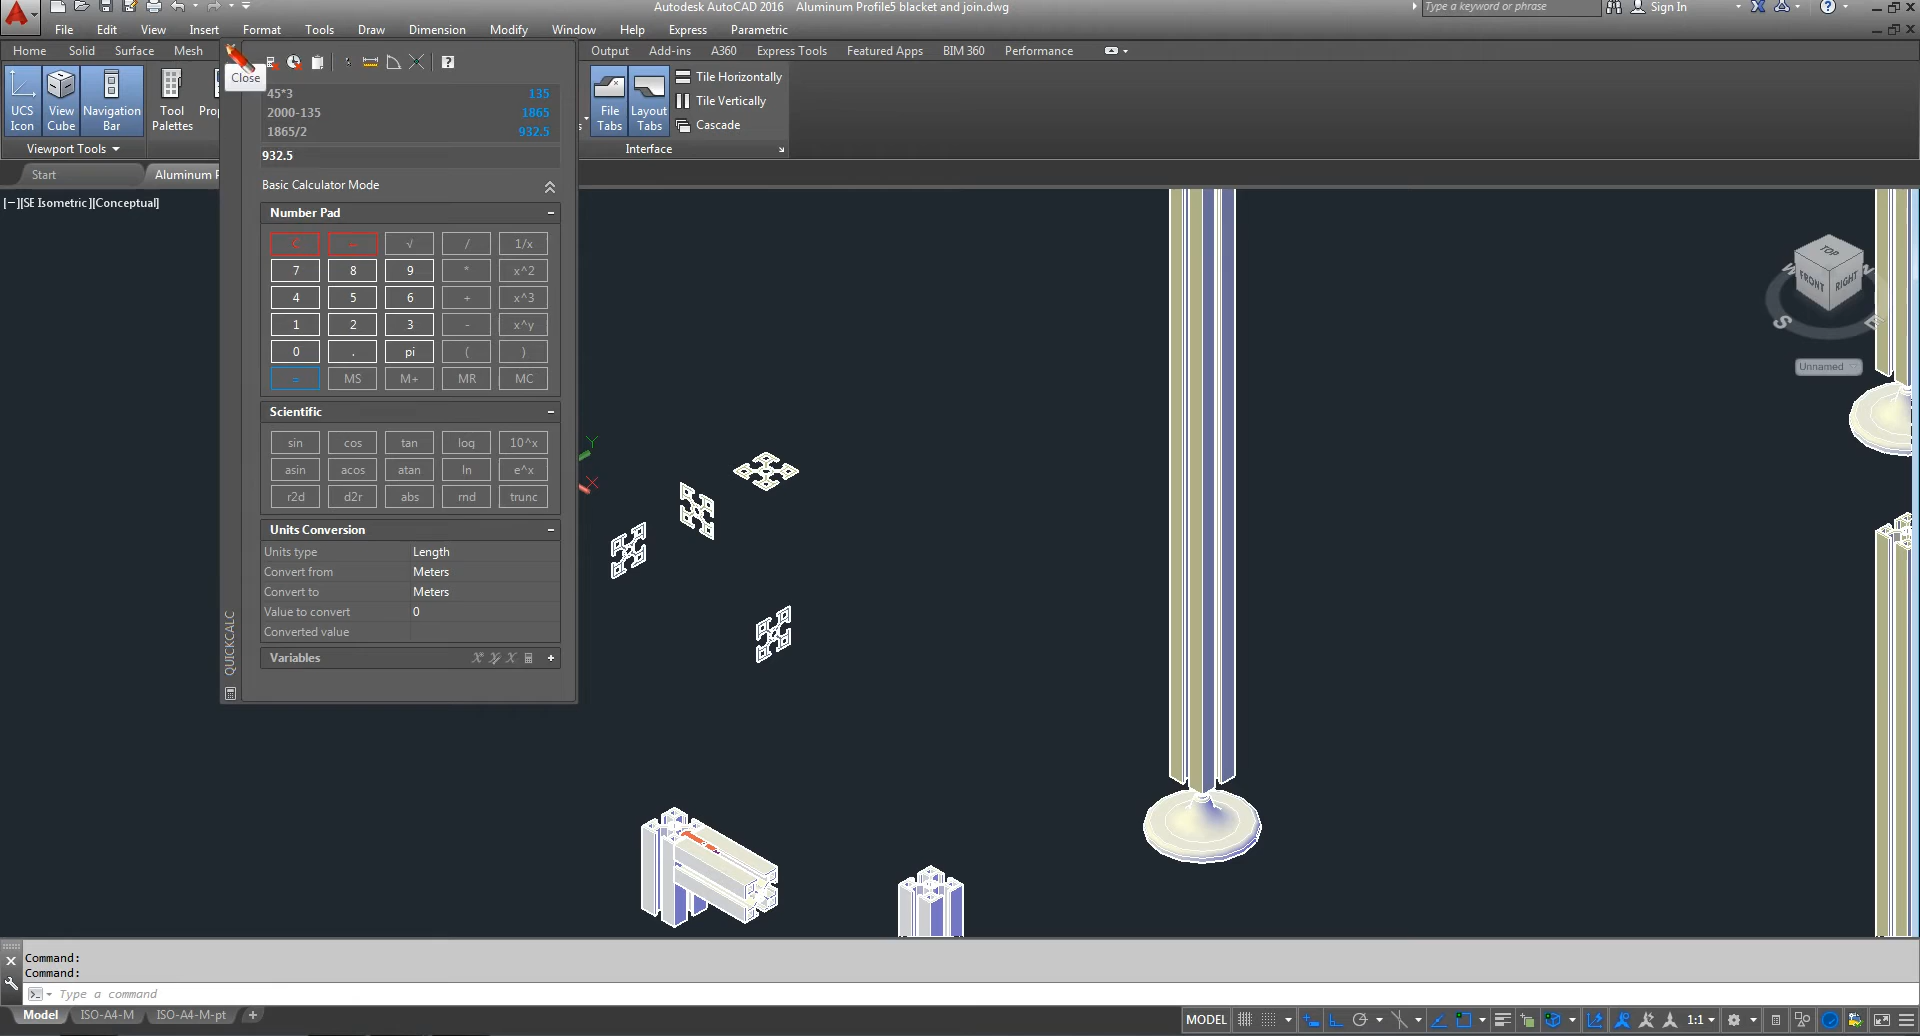 Autodesk AutoCAD 2016 Aluminum Profile5 blacket and join.dwg
Type a keyword or phrase
Sign In
File Edit View Insert Format Tools Draw Dimension Modify Window Help Express Parametric
Home Solid Surface Mesh Output Add-ins A360 Express Tools Featured Apps BIM 360 Performance
Close
UCS Icon
View Cube
Navigation Bar
Tool Palettes
Viewport Tools
File Tabs
Layout Tabs
Tile Horizontally
Tile Vertically
Cascade
Interface
Start
Aluminum P
[−][SE Isometric][Conceptual]
45*3 135
2000-135 1865
1865/2 932.5
932.5
Basic Calculator Mode
Number Pad
C ← √ / 1/x
7 8 9 * x^2
4 5 6 + x^3
1 2 3 - x^y
0 . pi ( )
= MS M+ MR MC
Scientific
sin cos tan log 10^x
asin acos atan ln e^x
r2d d2r abs rnd trunc
Units Conversion
Units type Length
Convert from Meters
Convert to Meters
Value to convert 0
Converted value
Variables
QUICKCALC
Y
X
TOP
FRONT
RIGHT
W
N
S
E
Unnamed
Command:
Command:
Type a command
Model ISO-A4-M ISO-A4-M-pt
MODEL
1:1